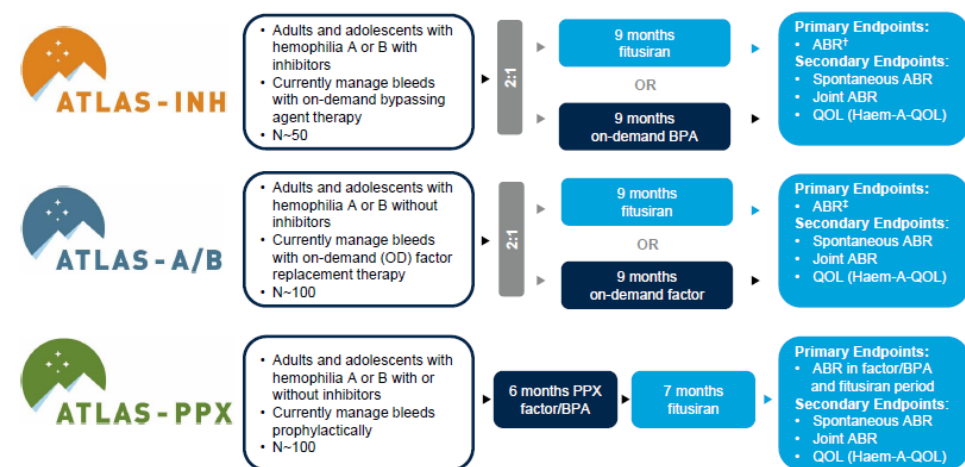 ATLAS-INH
• Adults and adolescents with
hemophilia A or B with
inhibitors
• Currently manage bleeds
with on-demand bypassing
agent therapy
• N~50
2:1
9 months
fitusiran
OR
9 months
on-demand BPA
Primary Endpoints:
• ABR†
Secondary Endpoints:
• Spontaneous ABR
• Joint ABR
• QOL (Haem-A-QOL)
ATLAS-A/B
• Adults and adolescents with
hemophilia A or B without
inhibitors
• Currently manage bleeds
with on-demand (OD) factor
replacement therapy
• N~100
2:1
9 months
fitusiran
OR
9 months
on-demand factor
Primary Endpoints:
• ABR‡
Secondary Endpoints:
• Spontaneous ABR
• Joint ABR
• QOL (Haem-A-QOL)
ATLAS-PPX
• Adults and adolescents with
hemophilia A or B with or
without inhibitors
• Currently manage bleeds
prophylactically
• N~100
6 months PPX
factor/BPA
7 months
fitusiran
Primary Endpoints:
• ABR in factor/BPA
and fitusiran period
Secondary Endpoints:
• Spontaneous ABR
• Joint ABR
• QOL (Haem-A-QOL)